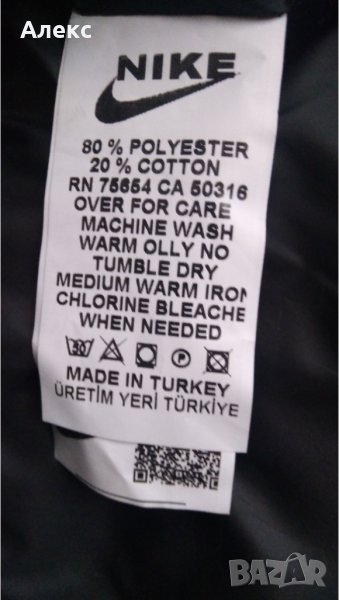 Алекс
NIKE
80 % POLYESTER
20 % COTTON
RN 75654 CA 50316
OVER FOR CARE
MACHINE WASH
WARM OLLY NO
TUMBLE DRY
MEDIUM WARM IRON
CHLORINE BLEACHE
WHEN NEEDED
30 P
MADE IN TURKEY
ÜRETİM YERİ TÜRKİYE
BAZAR